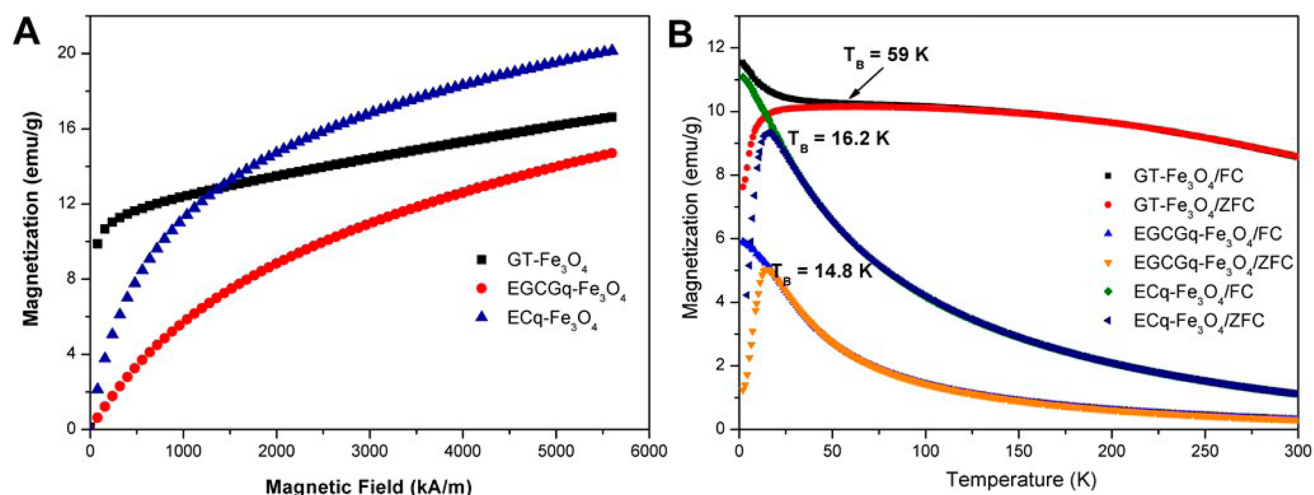 A
Magnetization (emu/g)
20
16
12
8
4
0
GT-Fe₃O₄
EGCGq-Fe₃O₄
ECq-Fe₃O₄
0 1000 2000 3000 4000 5000 6000
Magnetic Field (kA/m)
B
Magnetization (emu/g)
12
10
8
6
4
2
0
T_B = 59 K
T_B = 16.2 K
T_B = 14.8 K
GT-Fe₃O₄/FC
GT-Fe₃O₄/ZFC
EGCGq-Fe₃O₄/FC
EGCGq-Fe₃O₄/ZFC
ECq-Fe₃O₄/FC
ECq-Fe₃O₄/ZFC
0 50 100 150 200 250 300
Temperature (K)